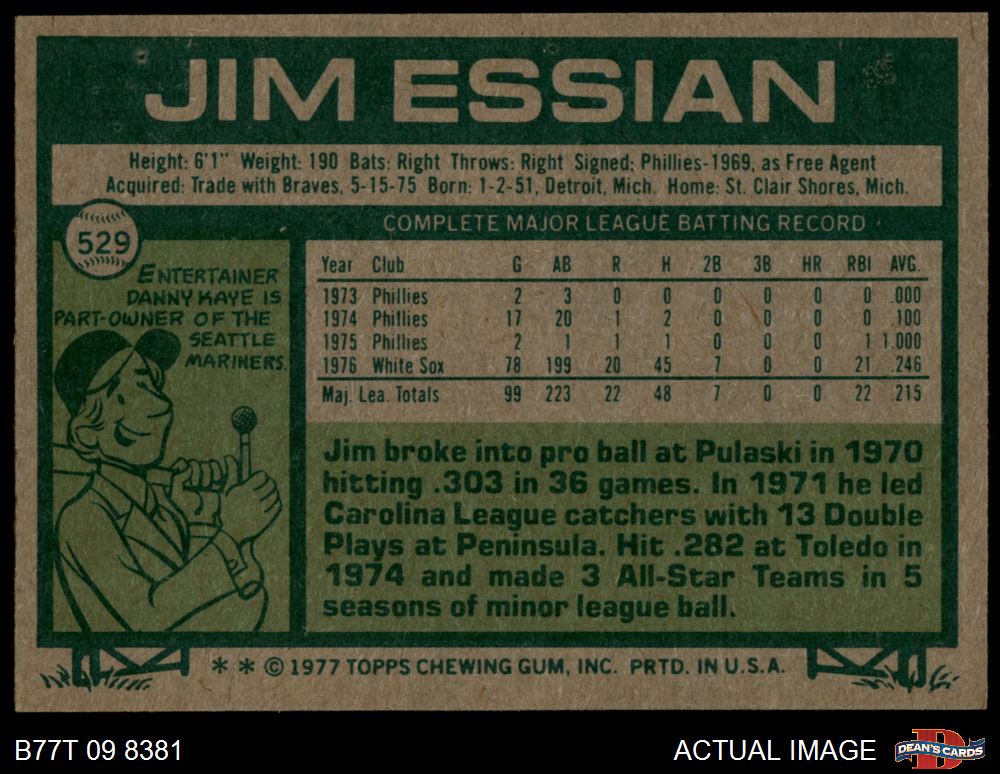 JIM ESSIAN
Height: 6'1" Weight: 190 Bats: Right Throws: Right Signed: Phillies-1969, as Free Agent
Acquired: Trade with Braves, 5-15-75 Born: 1-2-51, Detroit, Mich. Home: St. Clair Shores, Mich.
529
ENTERTAINER
DANNY KAYE IS
PART-OWNER OF THE
SEATTLE
MARINERS.
COMPLETE MAJOR LEAGUE BATTING RECORD
Year Club G AB R H 2B 3B HR RBI AVG.
1973 Phillies 2 3 0 0 0 0 0 0 .000
1974 Phillies 17 20 1 2 0 0 0 0 .100
1975 Phillies 2 1 1 1 0 0 0 1 1.000
1976 White Sox 78 199 20 45 7 0 0 21 .246
Maj. Lea. Totals 99 223 22 48 7 0 0 22 .215
Jim broke into pro ball at Pulaski in 1970
hitting .303 in 36 games. In 1971 he led
Carolina League catchers with 13 Double
Plays at Peninsula. Hit .282 at Toledo in
1974 and made 3 All-Star Teams in 5
seasons of minor league ball.
* * © 1977 TOPPS CHEWING GUM, INC. PRTD. IN U.S.A.
B77T 09 8381
ACTUAL IMAGE
D
DEAN'S CARDS